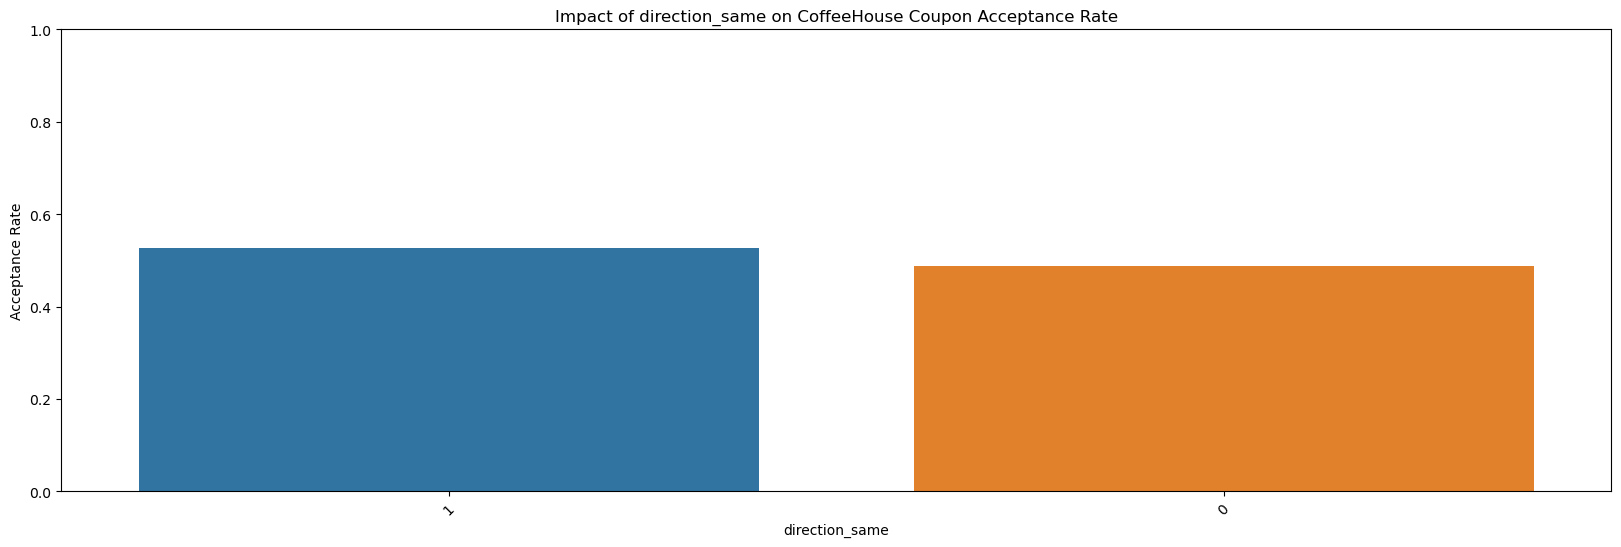 Impact of direction_same on CoffeeHouse Coupon Acceptance Rate
1.0
0.8
0.6
0.4
0.2
0.0
Acceptance Rate
1
0
direction_same